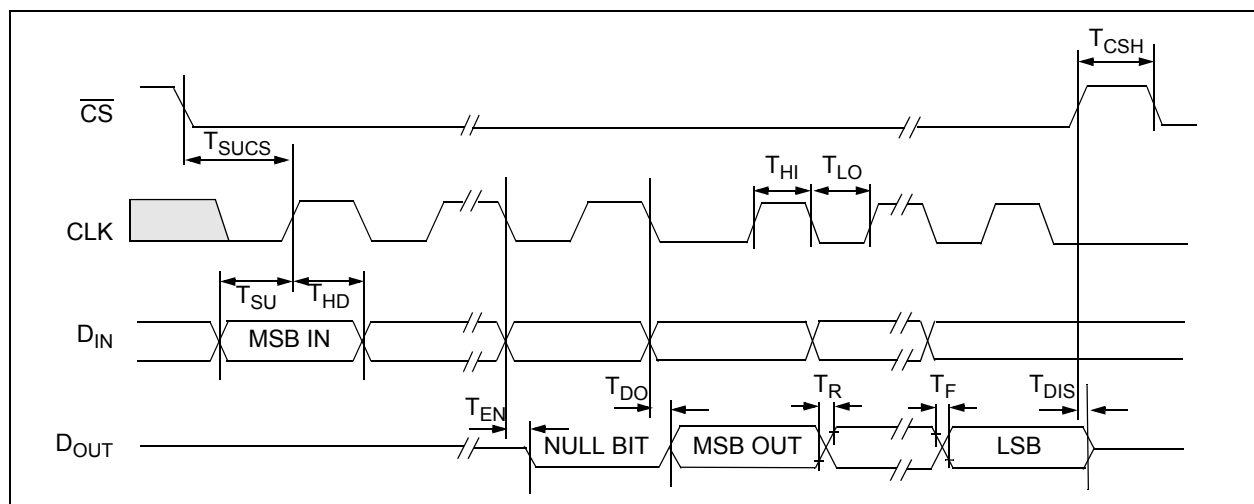 T_CSH
CS
T_SUCS
T_HI T_LO
CLK
T_SU T_HD
D_IN MSB IN
T_EN T_DO T_R T_F T_DIS
D_OUT NULL BIT MSB OUT LSB